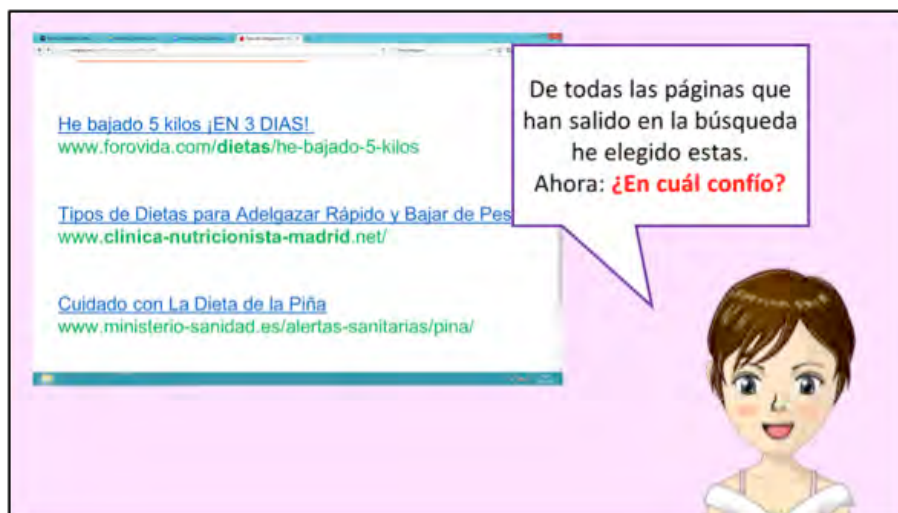 He bajado 5 kilos ¡EN 3 DIAS!
www.forovida.com/dietas/he-bajado-5-kilos
Tipos de Dietas para Adelgazar Rápido y Bajar de Pes
www.clinica-nutricionista-madrid.net/
Cuidado con La Dieta de la Piña
www.ministerio-sanidad.es/alertas-sanitarias/pina/
De todas las páginas que
han salido en la búsqueda
he elegido estas.
Ahora: ¿En cuál confío?